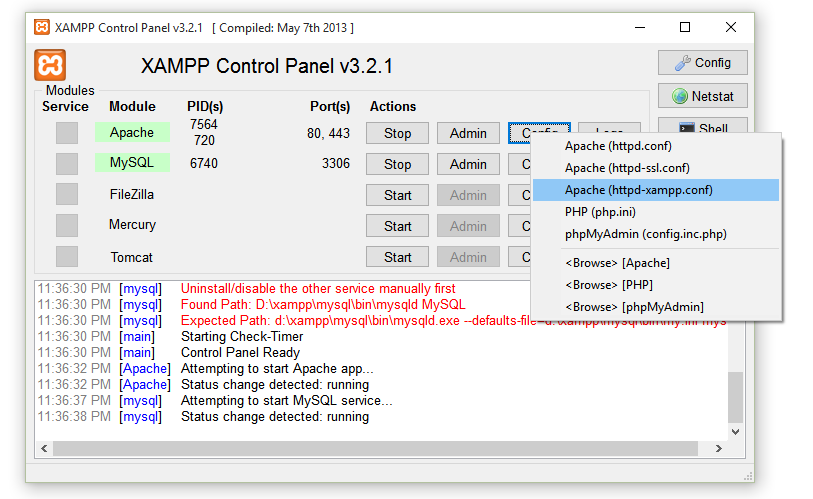 XAMPP Control Panel v3.2.1 [ Compiled: May 7th 2013 ]
XAMPP Control Panel v3.2.1
Config
Netstat
Shell
Modules
Service Module PID(s) Port(s) Actions
Apache 7564 720 80, 443 Stop Admin Config Logs
MySQL 6740 3306 Stop Admin
FileZilla Start Admin
Mercury Start Admin
Tomcat Start Admin
Apache (httpd.conf)
Apache (httpd-ssl.conf)
Apache (httpd-xampp.conf)
PHP (php.ini)
phpMyAdmin (config.inc.php)
<Browse> [Apache]
<Browse> [PHP]
<Browse> [phpMyAdmin]
11:36:30 PM [mysql] Uninstall/disable the other service manually first
11:36:30 PM [mysql] Found Path: D:\xampp\mysql\bin\mysqld MySQL
11:36:30 PM [mysql] Expected Path: d:\xampp\mysql\bin\mysqld.exe --defaults-file=d:\xampp\mysql\bin\my.ini mys
11:36:30 PM [main] Starting Check-Timer
11:36:30 PM [main] Control Panel Ready
11:36:32 PM [Apache] Attempting to start Apache app...
11:36:32 PM [Apache] Status change detected: running
11:36:37 PM [mysql] Attempting to start MySQL service...
11:36:38 PM [mysql] Status change detected: running